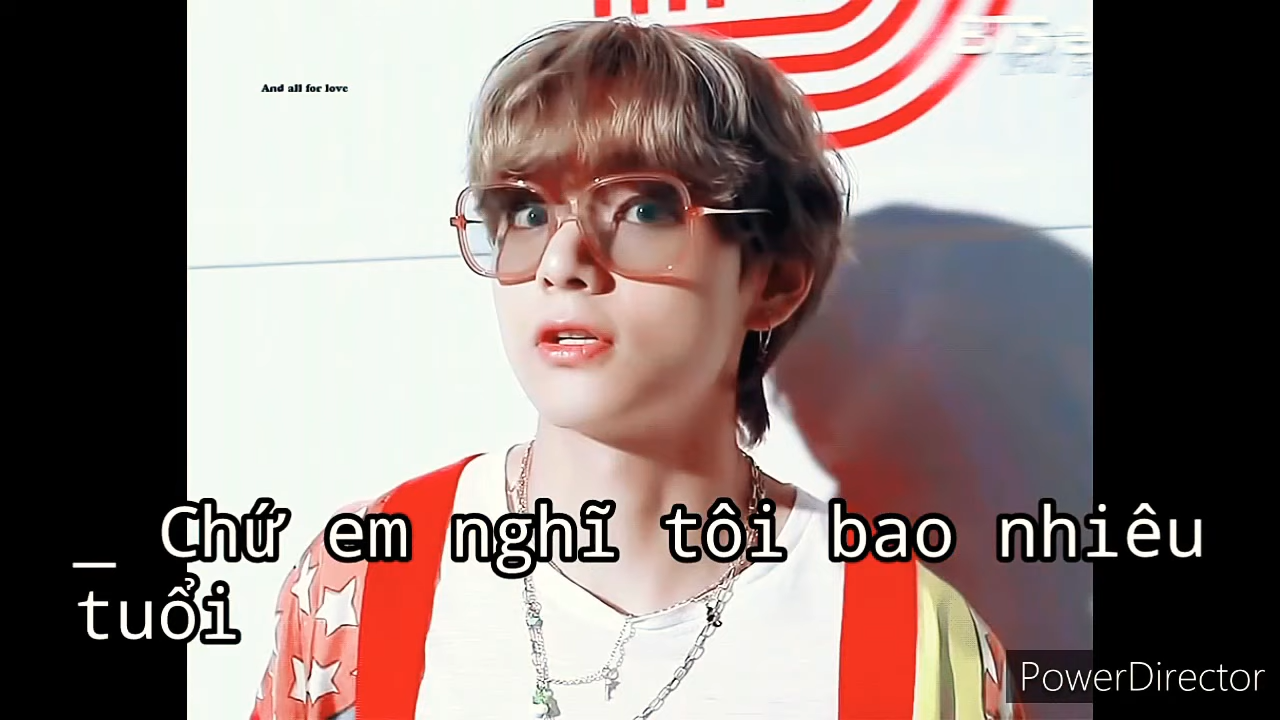 And all for love
_ Chứ em nghĩ tôi bao nhiêu
tuổi
PowerDirector